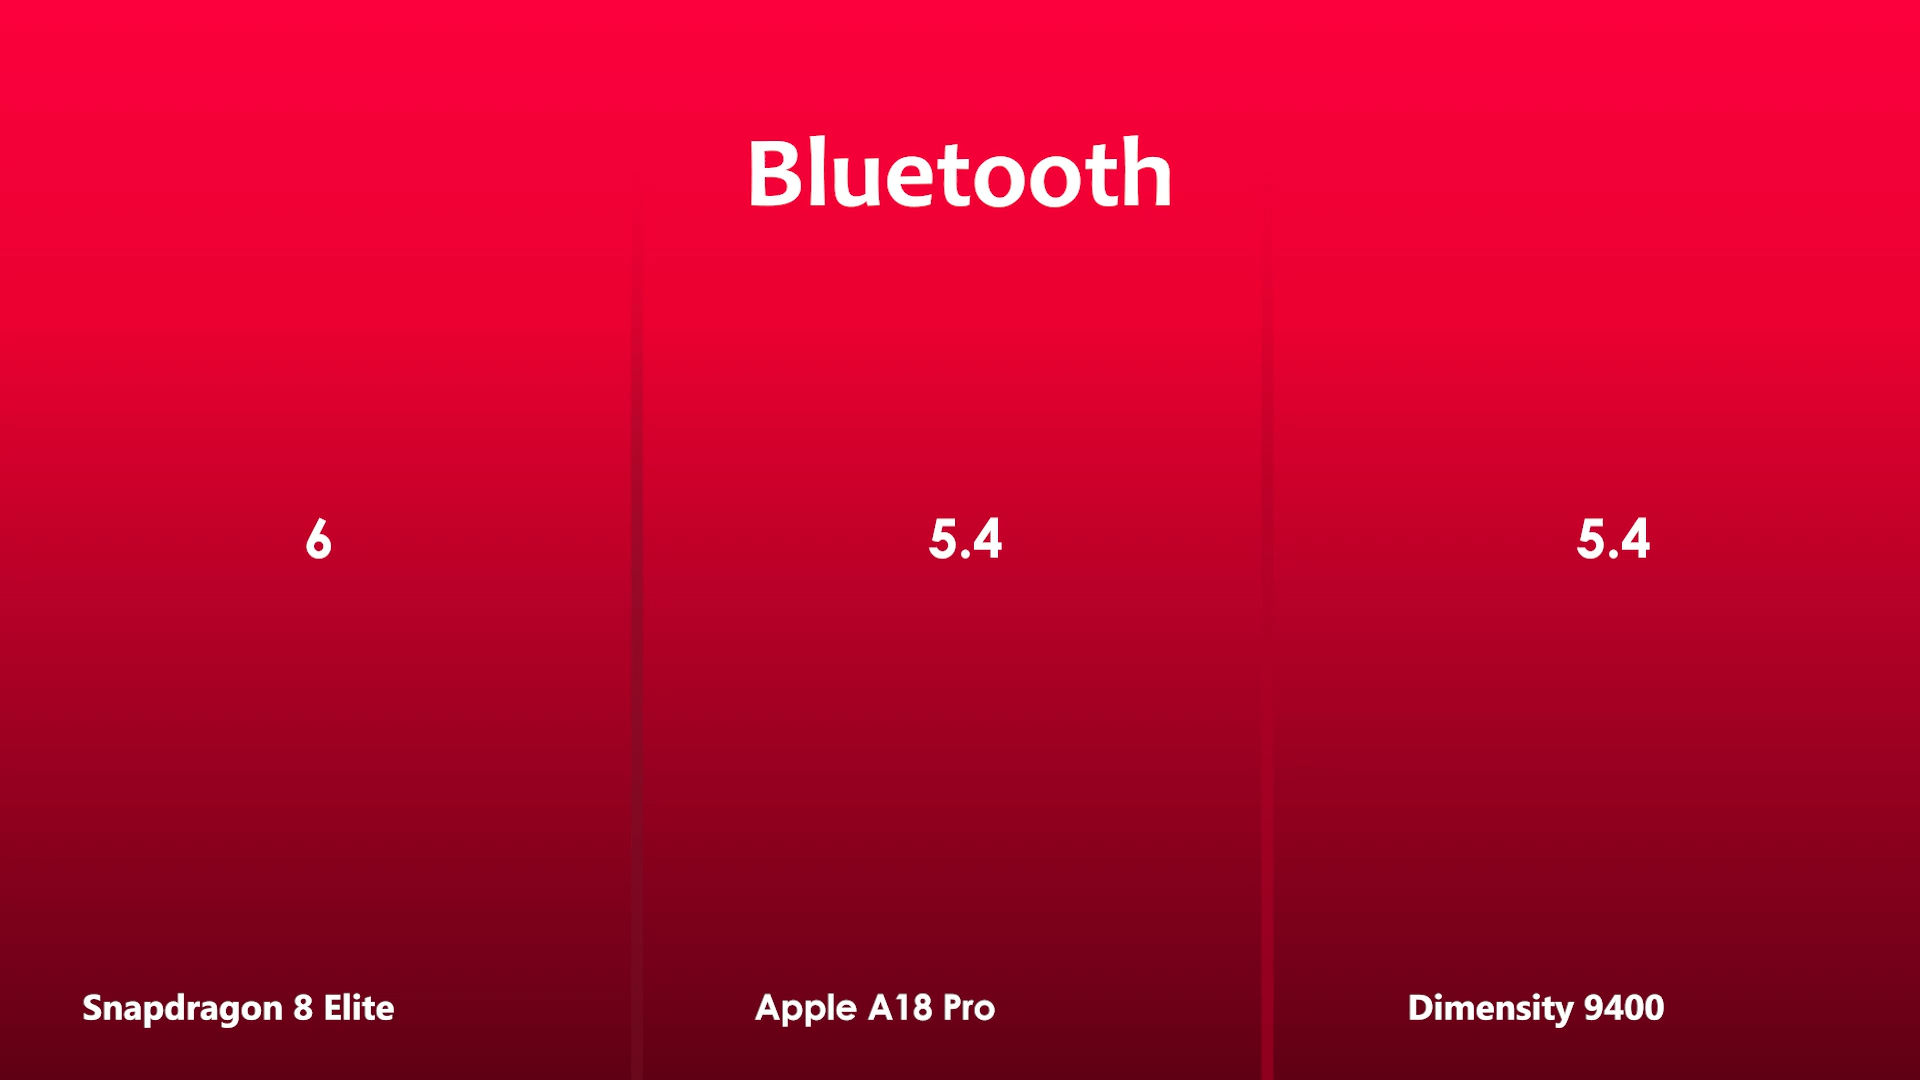 Bluetooth
6
5.4
5.4
Snapdragon 8 Elite
Apple A18 Pro
Dimensity 9400